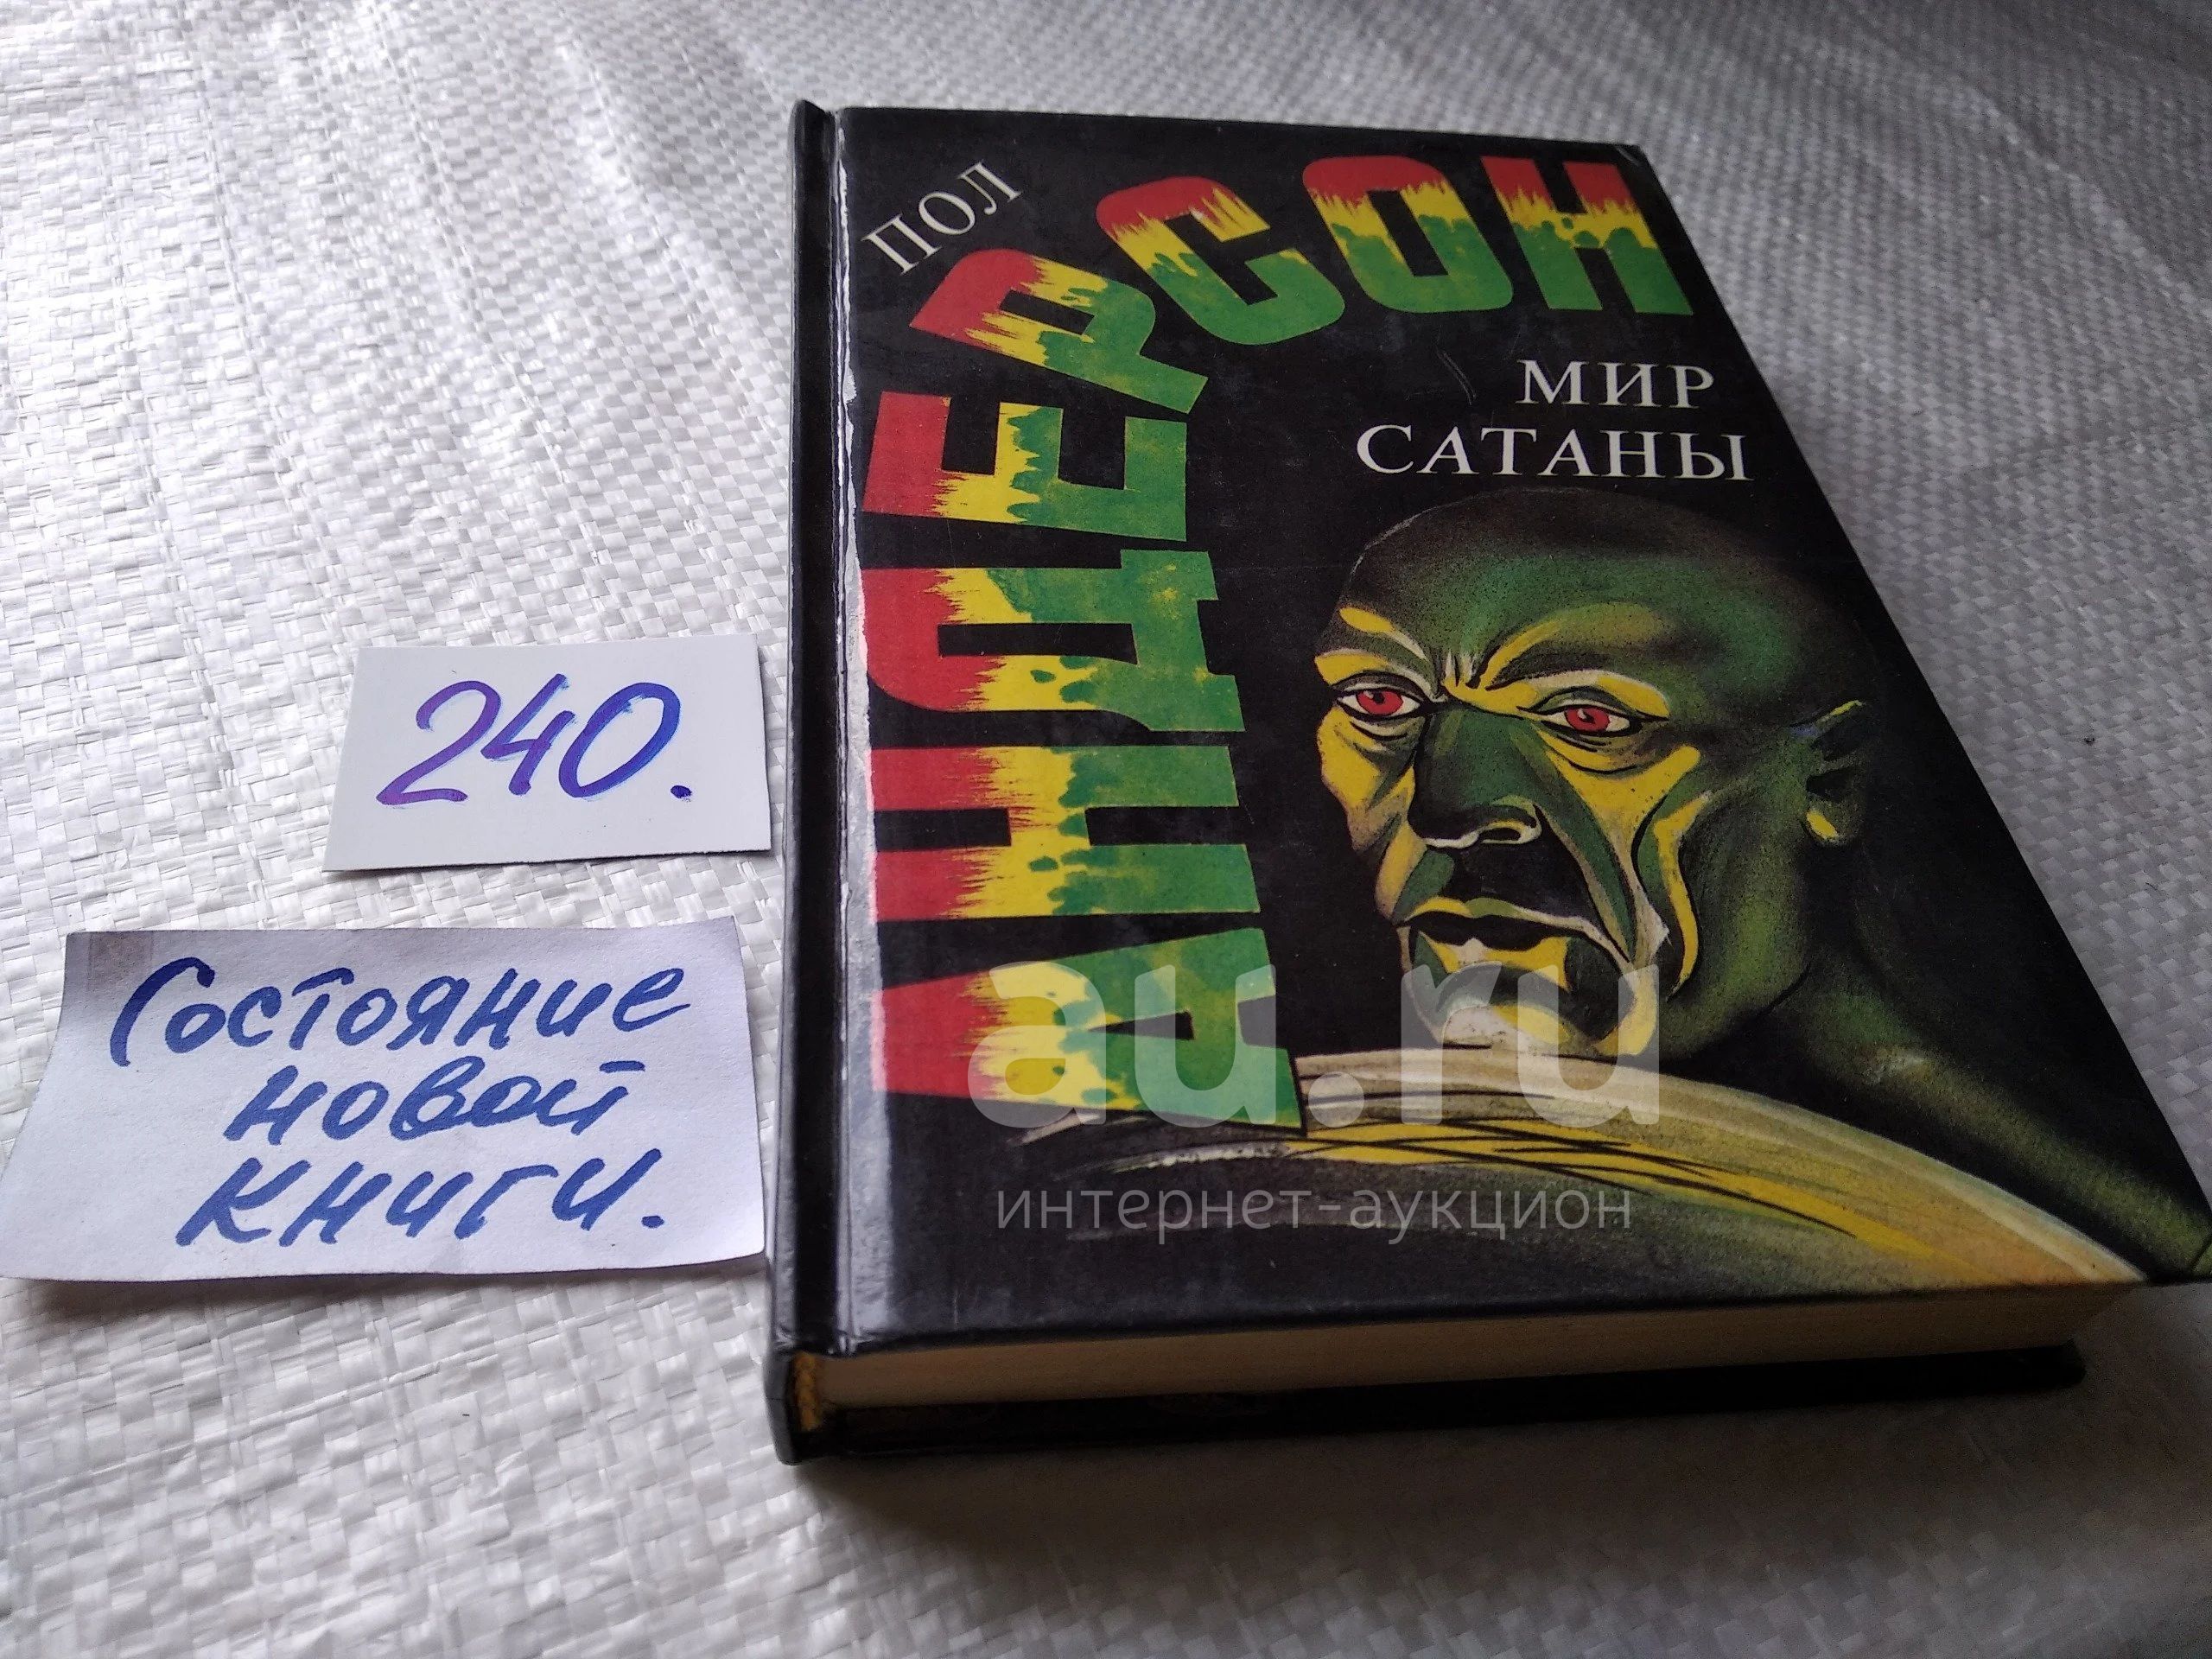 ПОЛ
АНДЕРСОН
МИР
САТАНЫ
240.
Состояние
новой
книги.
au.ru
интернет-аукцион